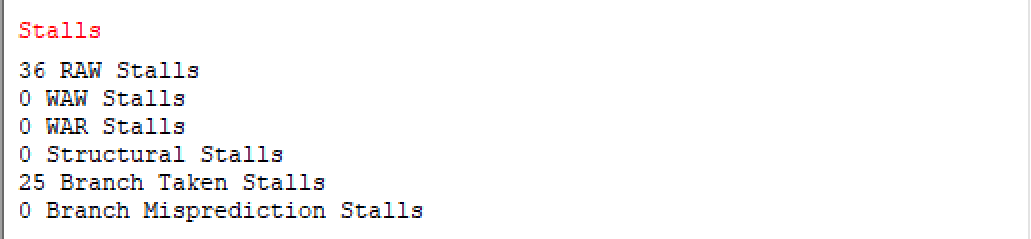 Stalls
36 RAW Stalls
0 WAW Stalls
0 WAR Stalls
0 Structural Stalls
25 Branch Taken Stalls
0 Branch Misprediction Stalls